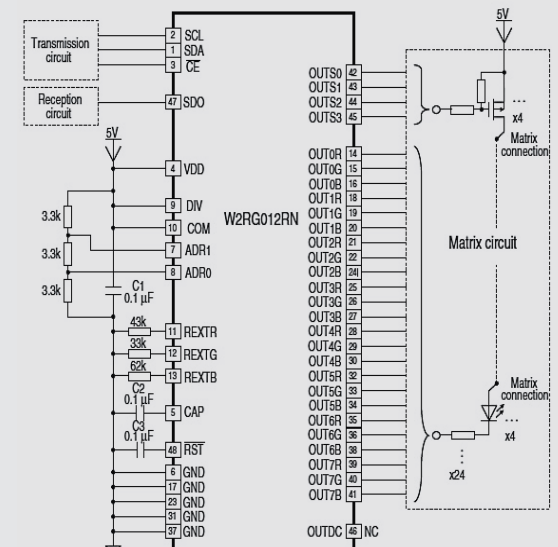 Transmission
circuit
Reception
circuit
2 SCL
1 SDA
3 CE
47 SDO
5V
4 VDD
9 DIV
10 COM
7 ADR1
8 ADR0
3.3k
3.3k
3.3k
C1
0.1 µF
43k
11 REXTR
33k
12 REXTG
62k
13 REXTB
C2
0.1 µF
5 CAP
C3
0.1 µF
48 RST
6 GND
17 GND
23 GND
31 GND
37 GND
W2RG012RN
OUTS0 42
OUTS1 43
OUTS2 44
OUTS3 45
OUT0R 14
OUT0G 15
OUT0B 16
OUT1R 18
OUT1G 19
OUT1B 20
OUT2R 21
OUT2G 22
OUT2B 24
OUT3R 25
OUT3G 26
OUT3B 27
OUT4R 28
OUT4G 29
OUT4B 30
OUT5R 32
OUT5G 33
OUT5B 34
OUT6R 35
OUT6G 36
OUT6B 38
OUT7R 39
OUT7G 40
OUT7B 41
OUTDC 46 NC
5V
...
x4
Matrix
connection
Matrix circuit
Matrix
connection
...
x4
x24